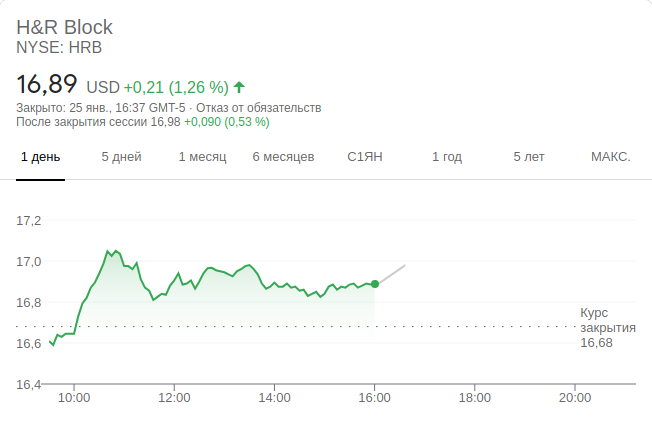 H&R Block
NYSE: HRB
16,89 USD +0,21 (1,26 %)
Закрыто: 25 янв., 16:37 GMT-5 · Отказ от обязательств
После закрытия сессии 16,98 +0,090 (0,53 %)
1 день 5 дней 1 месяц 6 месяцев С1ЯН 1 год 5 лет МАКС.
17,2
17,0
16,8
Курс
закрытия
16,68
16,6
16,4
10:00 12:00 14:00 16:00 18:00 20:00